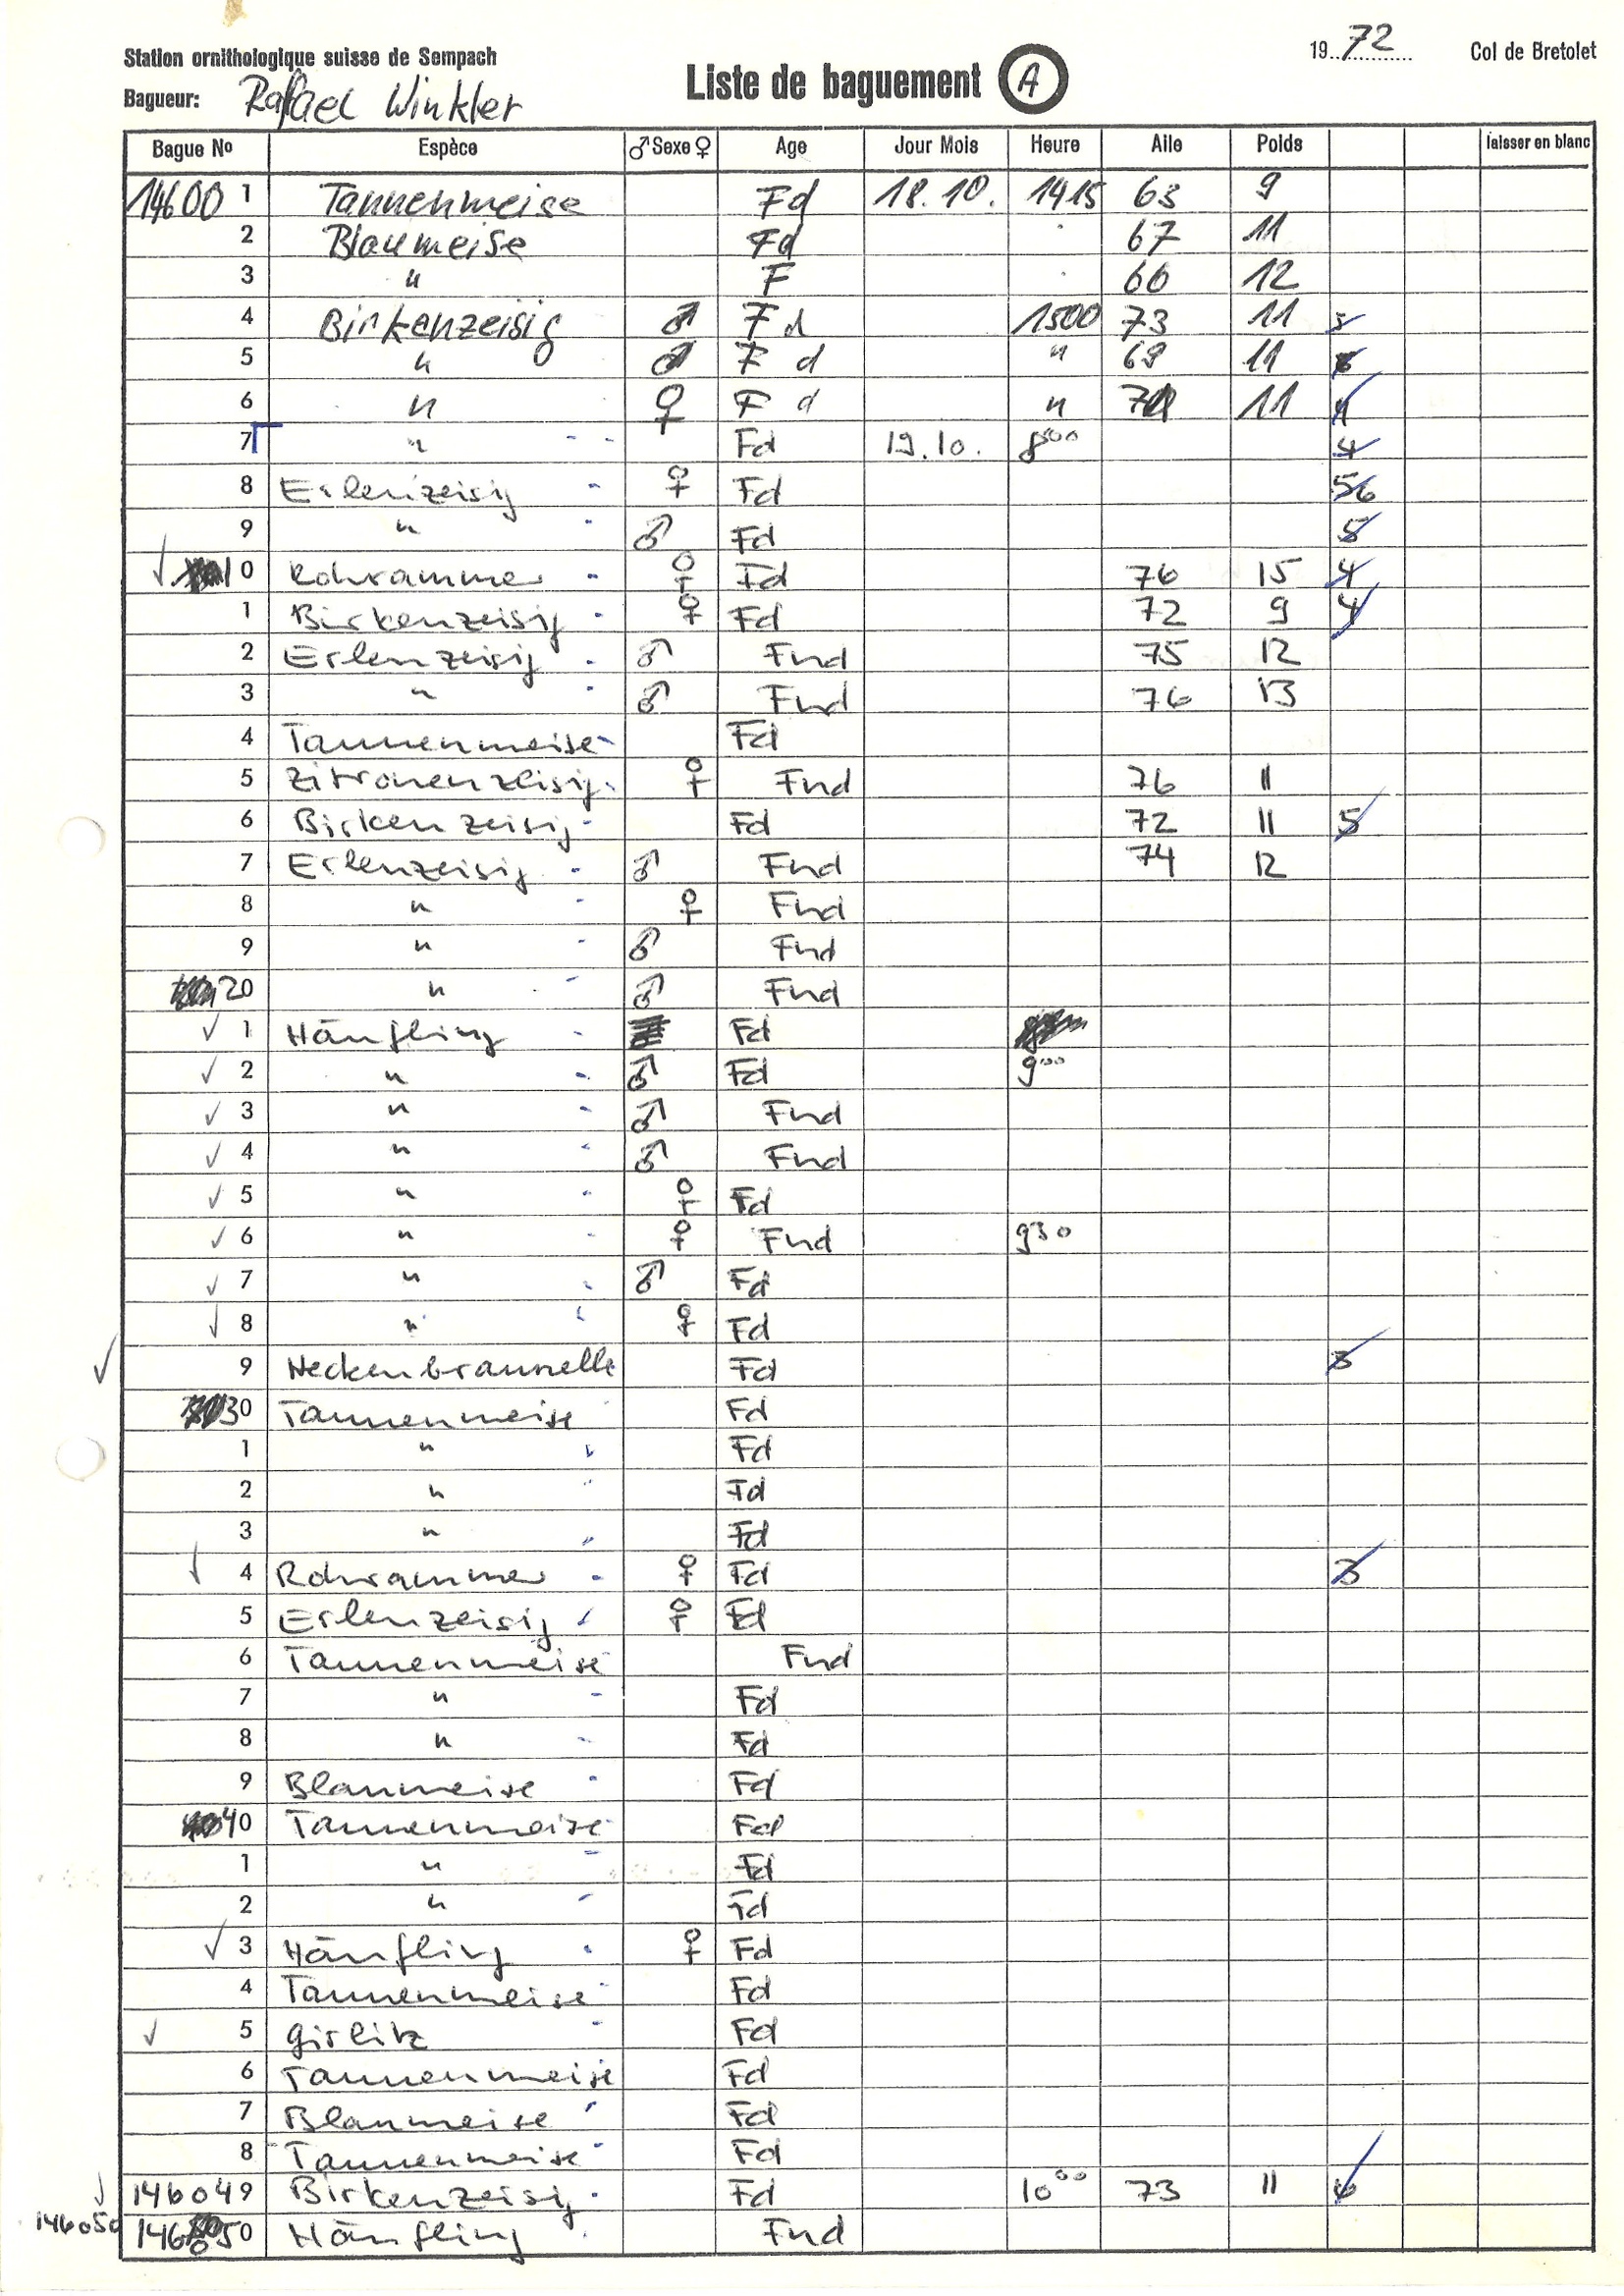 Station ornithologique suisse de Sempach
19 72 Col de Bretolet
Liste de baguement A
Bagueur: Rafael Winkler
Bague No Espèce ♂ Sexe ♀ Age Jour Mois Heure Aile Poids laisser en blanc
14600 1 Tannenmeise Fd 18.10. 1415 63 9
2 Blaumeise Fd 67 11
3 " F 66 12
4 Birkenzeisig ♂ Fd 1500 73 11
5 " ♂ F d " 69 11
6 " ♀ F d " 11
7 " Fd 19.10. 800 4
8 Erlenzeisig ♀ Fd 56
9 " ♂ Fd 5
10 Rohrammer ♀ Fd 76 15 4
1 Birkenzeisig ♀ Fd 72 9 4
2 Erlenzeisig ♂ Fnd 75 12
3 " ♂ Fnd 76 13
4 Tannenmeise Fd
5 Zitronenzeisig ♀ Fnd 76 11
6 Birkenzeisig Fd 72 11 5
7 Erlenzeisig ♂ Fnd 74 12
8 " ♀ Fnd
9 " ♂ Fnd
20 " ♂ Fnd
✓ 1 Hänfling Fd
✓ 2 " ♂ Fd 900
✓ 3 " ♂ Fnd
✓ 4 " ♂ Fnd
✓ 5 " ♀ Fd
✓ 6 " ♀ Fnd 930
✓ 7 " ♂ Fd
✓ 8 " ♀ Fd
✓ 9 Heckenbraunelle Fd 3
30 Tannenmeise Fd
1 " Fd
2 " Fd
3 " Fd
✓ 4 Rohrammer ♀ Fd 3
5 Erlenzeisig ♀ Fd
6 Tannenmeise Fnd
7 " Fd
8 " Fd
9 Blaumeise Fd
40 Tannenmeise Fd
1 " Fd
2 " Fd
✓ 3 Hänfling ♀ Fd
4 Tannenmeise Fd
✓ 5 Girlitz Fd
6 Tannenmeise Fd
7 Blaumeise Fd
8 Tannenmeise Fd
146049 Birkenzeisig Fd 1000 73 11
146050 146050 Hänfling Fnd